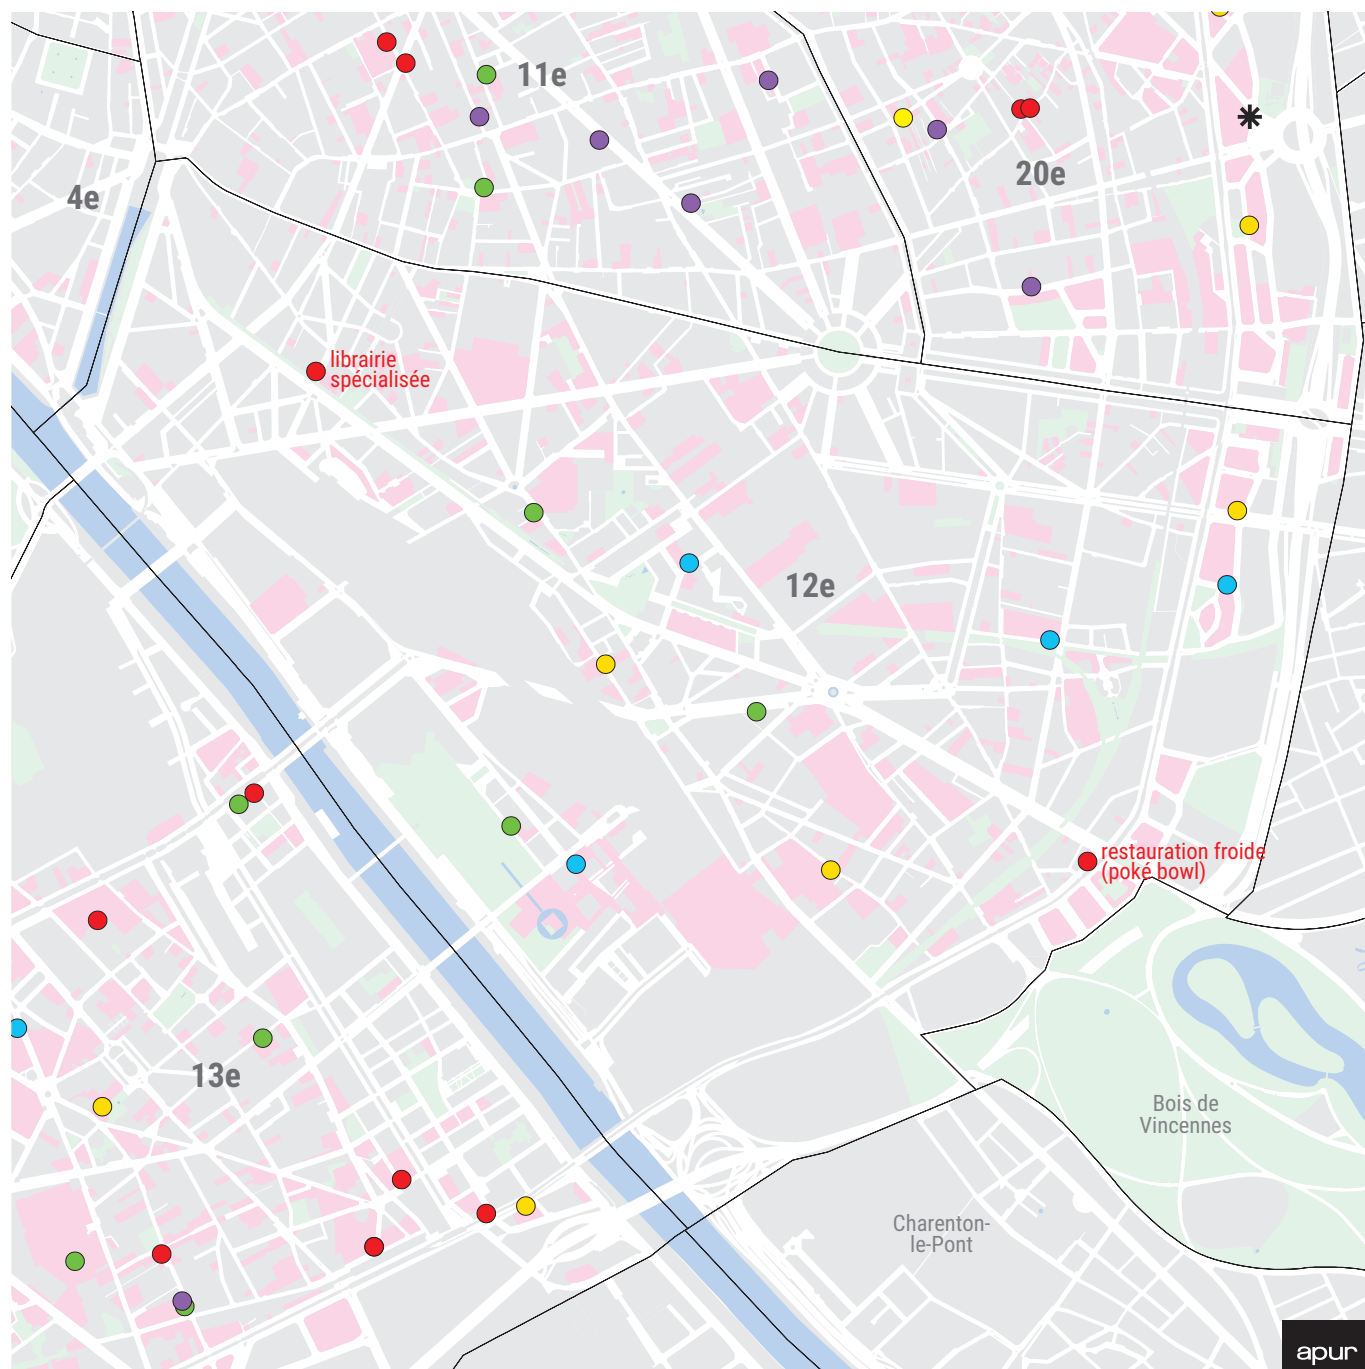 11e
20e
4e
librairie
spécialisée
12e
restauration froide
(poké bowl)
13e
Bois de
Vincennes
Charenton-
le-Pont
apur